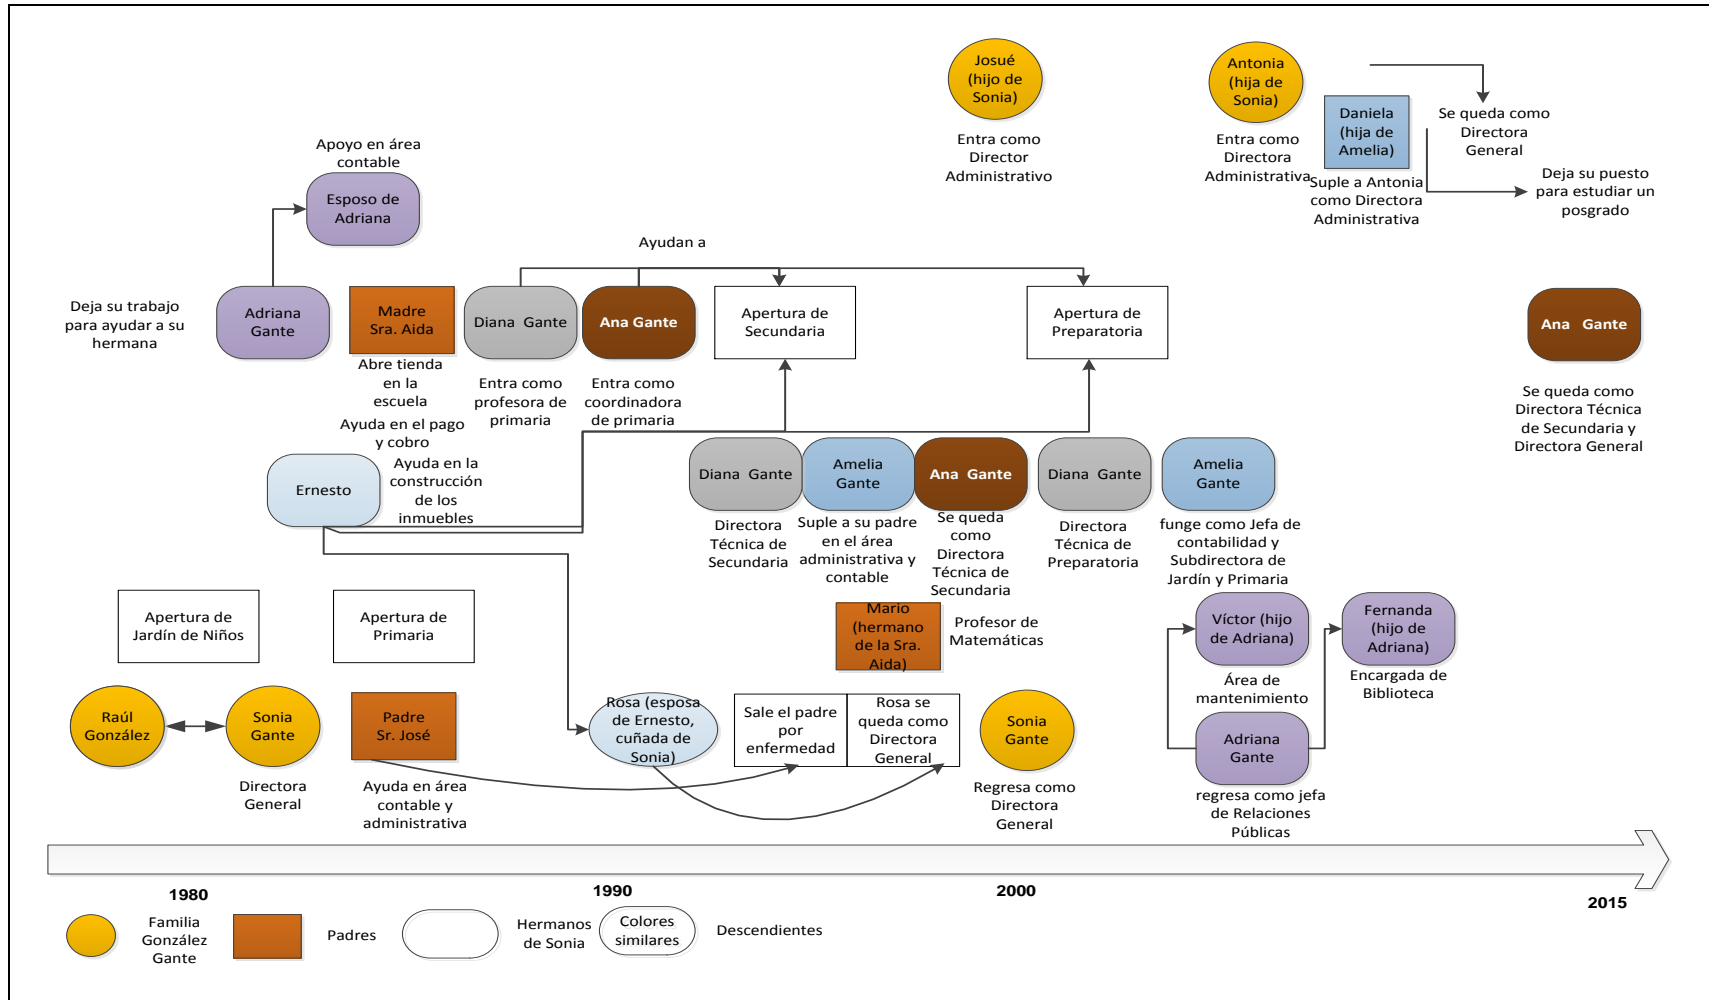 Josué
(hijo de
Sonia)
Entra como
Director
Administrativo
Antonia
(hija de
Sonia)
Entra como
Directora
Administrativa
Daniela
(hija de
Amelia)
Suple a Antonia
como Directora
Administrativa
Se queda como
Directora
General
Deja su puesto
para estudiar un
posgrado
Apoyo en área
contable
Esposo de
Adriana
Ayudan a
Deja su trabajo
para ayudar a su
hermana
Adriana
Gante
Madre
Sra. Aida
Abre tienda
en la
escuela
Ayuda en el pago
y cobro
Diana Gante
Entra como
profesora de
primaria
Ana Gante
Entra como
coordinadora
de primaria
Apertura de
Secundaria
Apertura de
Preparatoria
Ana Gante
Se queda como
Directora Técnica
de Secundaria y
Directora General
Ernesto
Ayuda en la
construcción
de los
inmuebles
Diana Gante
Directora
Técnica de
Secundaria
Amelia
Gante
Suple a su padre
en el área
administrativa y
contable
Ana Gante
Se queda
como
Directora
Técnica de
Secundaria
Diana Gante
Directora
Técnica de
Preparatoria
Amelia
Gante
funge como Jefa de
contabilidad y
Subdirectora de
Jardín y Primaria
Apertura de
Jardín de Niños
Apertura de
Primaria
Mario
(hermano
de la Sra.
Aida)
Profesor de
Matemáticas
Víctor (hijo
de Adriana)
Área de
mantenimiento
Fernanda
(hijo de
Adriana)
Encargada de
Biblioteca
Raúl
González
Sonia
Gante
Directora
General
Padre
Sr. José
Ayuda en área
contable y
administrativa
Rosa (esposa
de Ernesto,
cuñada de
Sonia)
Sale el padre
por
enfermedad
Rosa se
queda como
Directora
General
Sonia
Gante
Regresa como
Directora
General
Adriana
Gante
regresa como jefa
de Relaciones
Públicas
1980
1990
2000
2015
Familia
González
Gante
Padres
Hermanos
de Sonia
Colores
similares
Descendientes